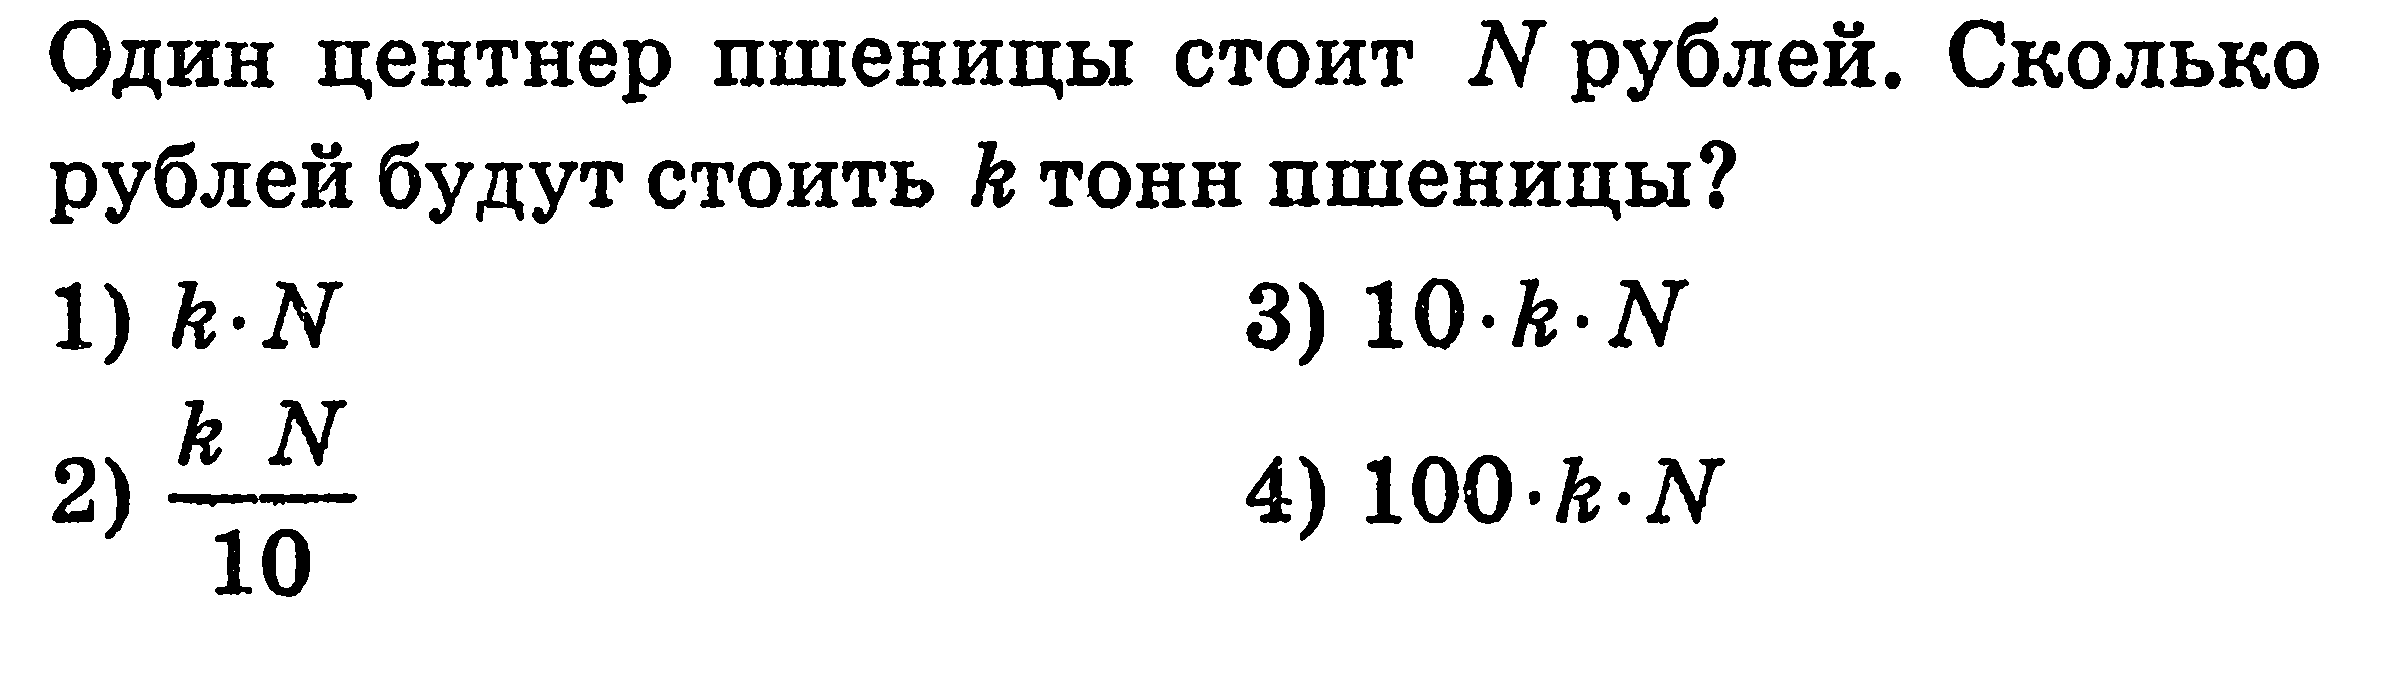 Один центнер пшеницы стоит N рублей. Сколько
рублей будут стоить k тонн пшеницы?
1) k·N 3) 10·k·N
2) k N / 10 4) 100·k·N